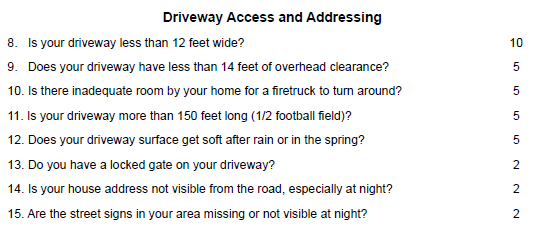 Driveway Access and Addressing
8. Is your driveway less than 12 feet wide? 10
9. Does your driveway have less than 14 feet of overhead clearance? 5
10. Is there inadequate room by your home for a firetruck to turn around? 5
11. Is your driveway more than 150 feet long (1/2 football field)? 5
12. Does your driveway surface get soft after rain or in the spring? 5
13. Do you have a locked gate on your driveway? 2
14. Is your house address not visible from the road, especially at night? 2
15. Are the street signs in your area missing or not visible at night? 2